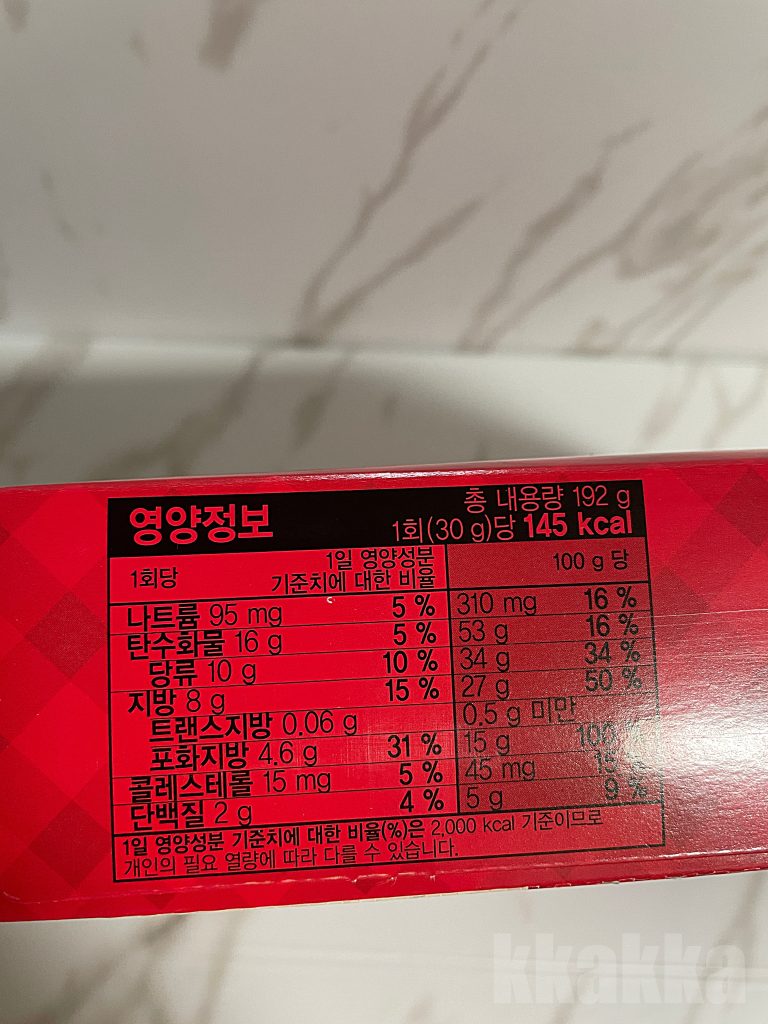 영양정보
총 내용량 192 g
1회(30 g)당 145 kcal
1회당 1일 영양성분 기준치에 대한 비율 100 g 당
나트륨 95 mg 5 % 310 mg 16 %
탄수화물 16 g 5 % 53 g 16 %
당류 10 g 10 % 34 g 34 %
지방 8 g 15 % 27 g 50 %
트랜스지방 0.06 g 0.5 g 미만
포화지방 4.6 g 31 % 15 g 100 %
콜레스테롤 15 mg 5 % 45 mg 15 %
단백질 2 g 4 % 5 g 9 %
1일 영양성분 기준치에 대한 비율(%)은 2,000 kcal 기준이므로
개인의 필요 열량에 따라 다를 수 있습니다.
kkakka